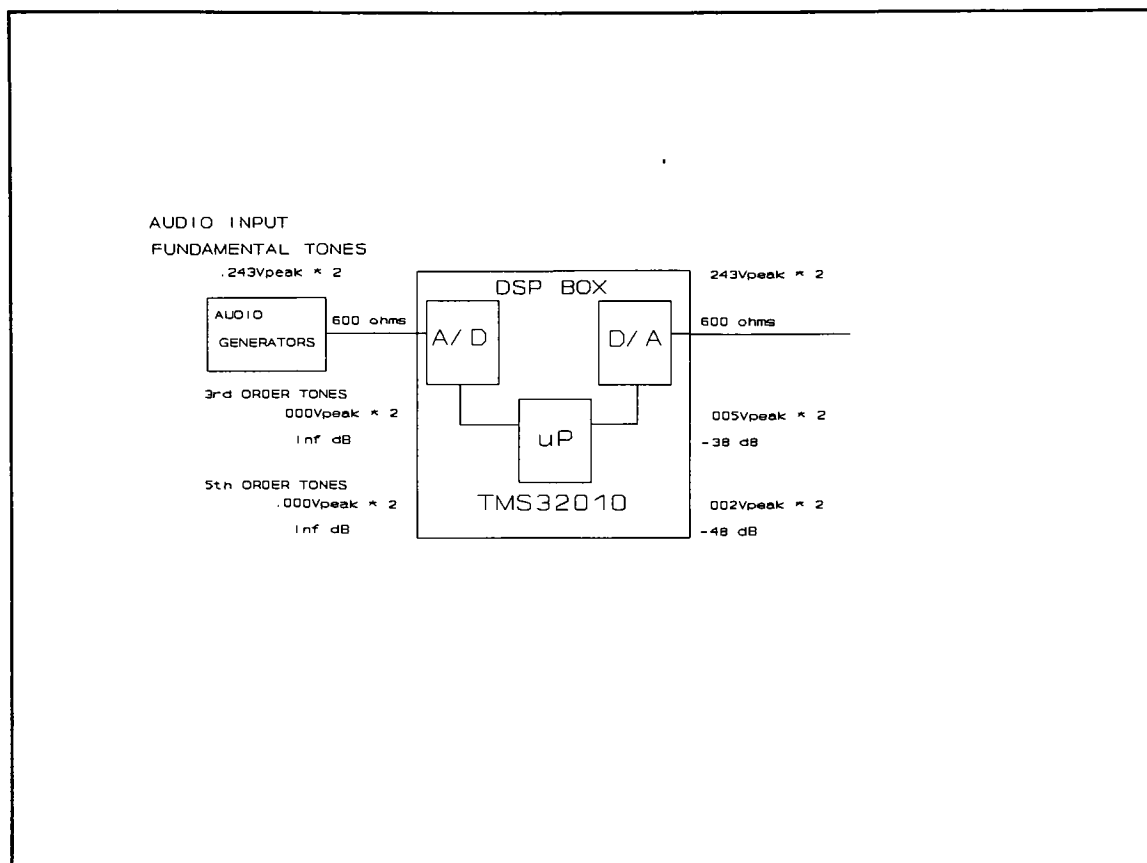 AUDIO INPUT
FUNDAMENTAL TONES
.243Vpeak * 2
AUDIO
GENERATORS
600 ohms
3rd ORDER TONES
000Vpeak * 2
Inf dB
5th ORDER TONES
.000Vpeak * 2
Inf dB
DSP BOX
A/D
D/A
uP
TMS32010
243Vpeak * 2
600 ohms
005Vpeak * 2
-38 dB
002Vpeak * 2
-48 dB